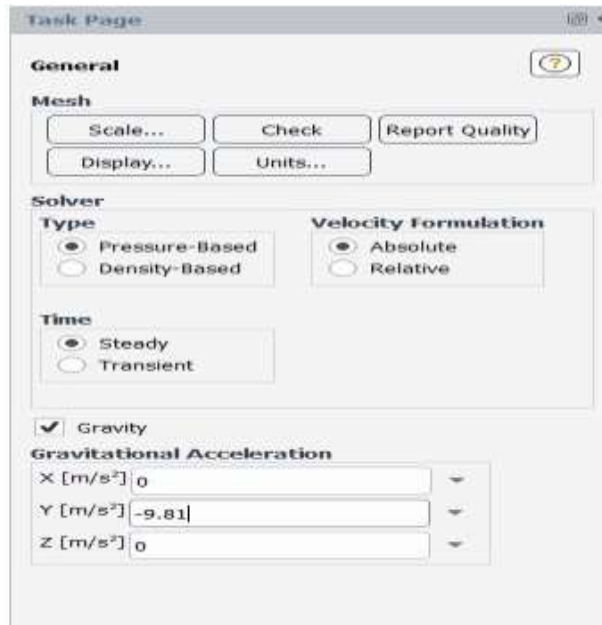 Task Page
General
?
Mesh
Scale... Check Report Quality
Display... Units...
Solver
Type Velocity Formulation
Pressure-Based Absolute
Density-Based Relative
Time
Steady
Transient
Gravity
Gravitational Acceleration
X [m/s²] 0
Y [m/s²] -9.81
Z [m/s²] 0